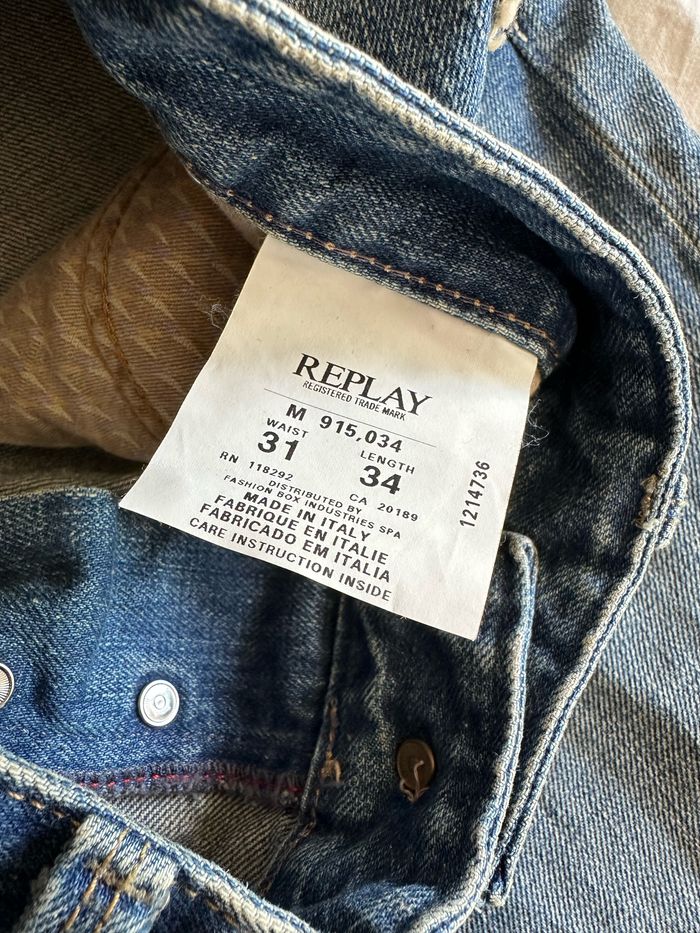 REPLAY
REGISTERED TRADE MARK
M 915,034
WAIST LENGTH
31 34
RN 118292 CA 20189
DISTRIBUTED BY
FASHION BOX INDUSTRIES SPA
MADE IN ITALY
FABRIQUE EN ITALIE
FABRICADO EM ITALIA
CARE INSTRUCTION INSIDE
1214736